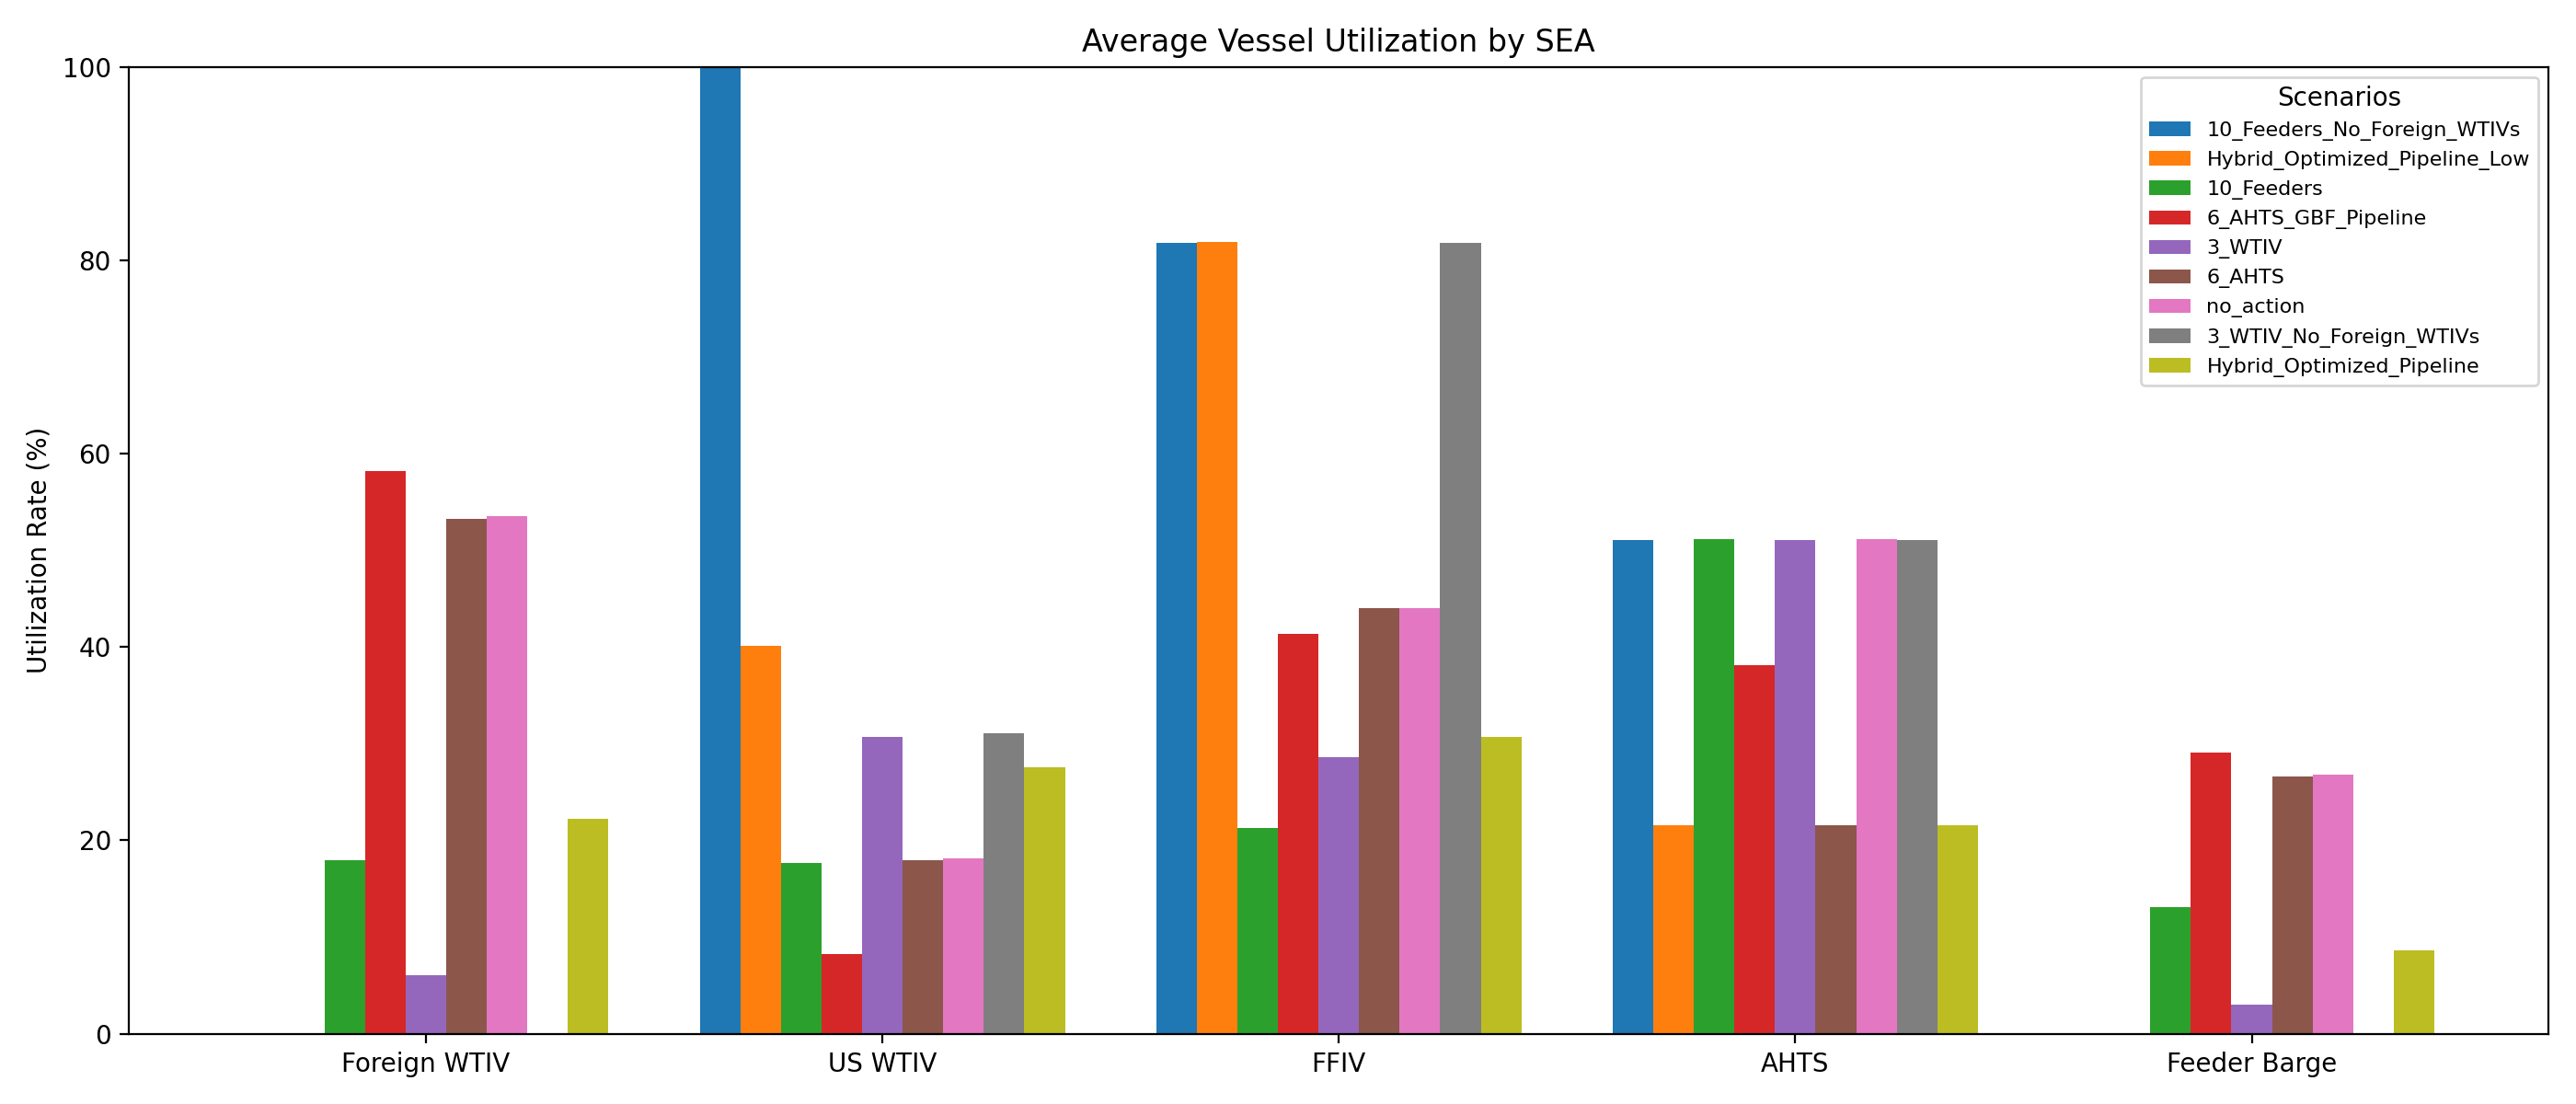 Average Vessel Utilization by SEA
Utilization Rate (%)
100
80
60
40
20
0
Foreign WTIV
US WTIV
FFIV
AHTS
Feeder Barge
Scenarios
10_Feeders_No_Foreign_WTIVs
Hybrid_Optimized_Pipeline_Low
10_Feeders
6_AHTS_GBF_Pipeline
3_WTIV
6_AHTS
no_action
3_WTIV_No_Foreign_WTIVs
Hybrid_Optimized_Pipeline